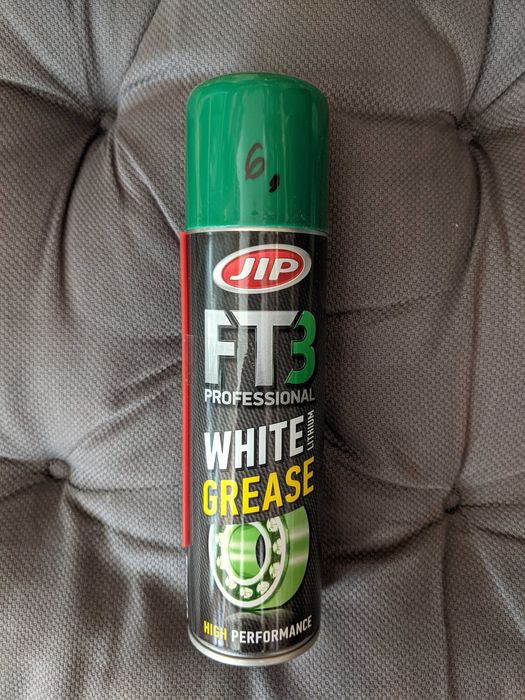 6,
JIP
FT3
PROFESSIONAL
WHITE LITHIUM
GREASE
HIGH PERFORMANCE